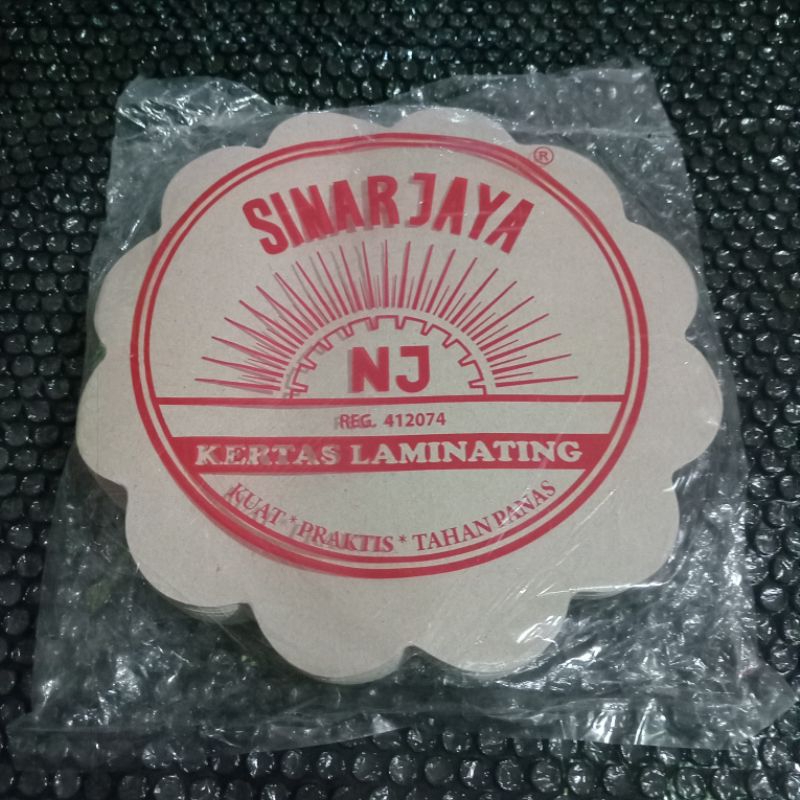 ®
SINAR JAYA
NJ
REG. 412074
KERTAS LAMINATING
KUAT * PRAKTIS * TAHAN PANAS